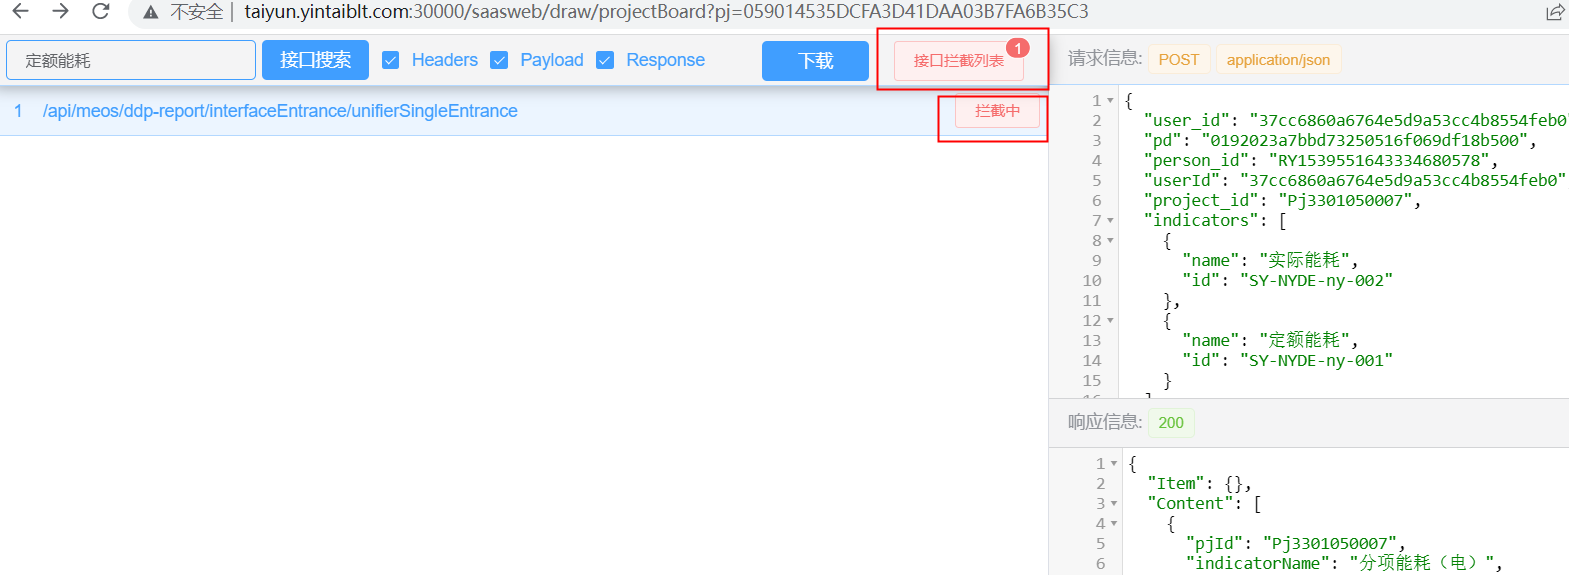 不安全 | taiyun.yintaiblt.com:30000/saasweb/draw/projectBoard?pj=059014535DCFA3D41DAA03B7FA6B35C3
定额能耗 接口搜索 Headers Payload Response 下载 接口拦截列表 1
1 /api/meos/ddp-report/interfaceEntrance/unifierSingleEntrance 拦截中
请求信息: POST application/json
1 {
2 "user_id": "37cc6860a6764e5d9a53cc4b8554feb0"
3 "pd": "0192023a7bbd73250516f069df18b500",
4 "person_id": "RY1539551643334680578",
5 "userId": "37cc6860a6764e5d9a53cc4b8554feb0"
6 "project_id": "Pj3301050007",
7 "indicators": [
8 {
9 "name": "实际能耗",
10 "id": "SY-NYDE-ny-002"
11 },
12 {
13 "name": "定额能耗",
14 "id": "SY-NYDE-ny-001"
15 }
响应信息: 200
1 {
2 "Item": {},
3 "Content": [
4 {
5 "pjId": "Pj3301050007",
6 "indicatorName": "分项能耗（电）",